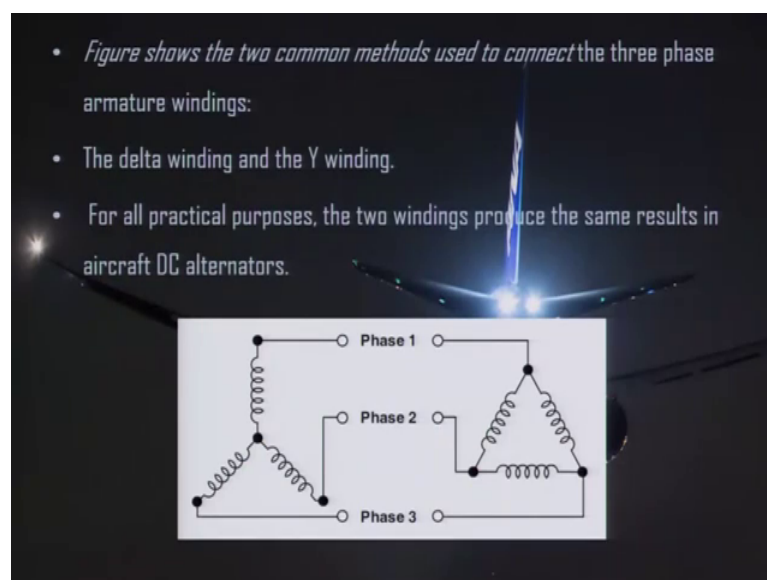 • Figure shows the two common methods used to connect the three phase
armature windings:
• The delta winding and the Y winding.
• For all practical purposes, the two windings produce the same results in
aircraft DC alternators.
Phase 1
Phase 2
Phase 3